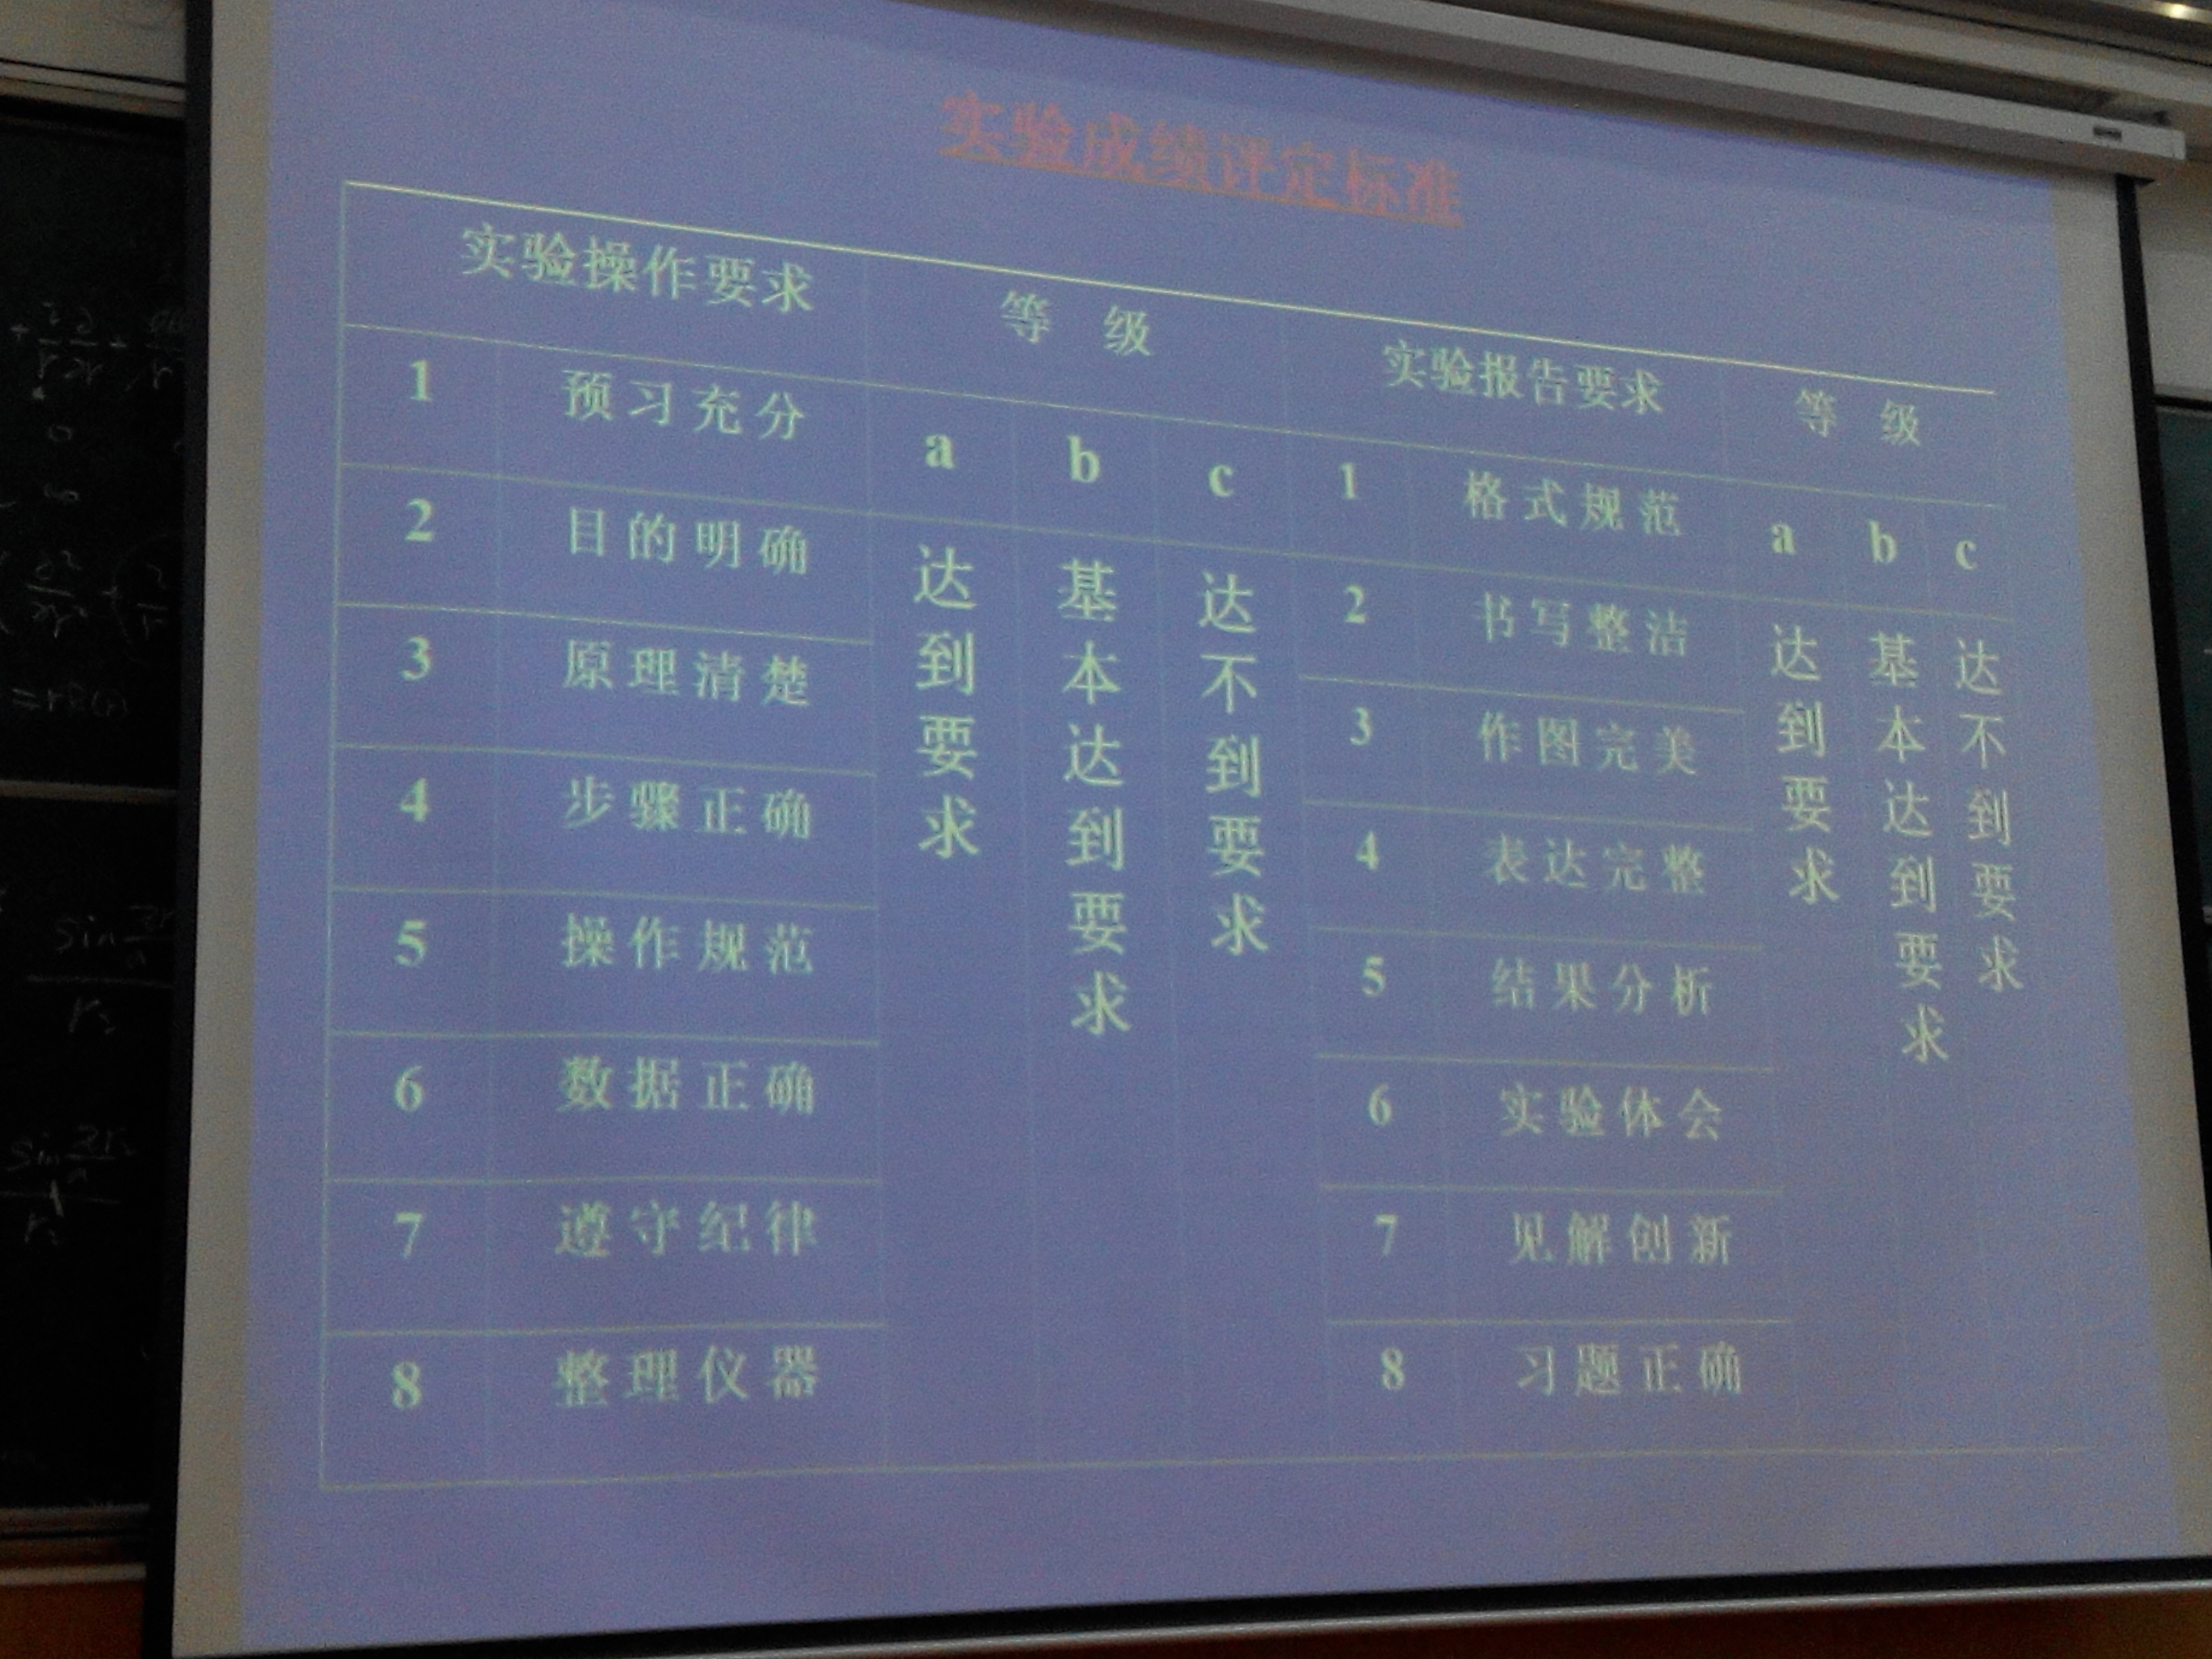 实验成绩评定标准
实验操作要求 等 级 实验报告要求 等 级
1 预习充分 a b c 1 格式规范 a b c
2 目的明确 达到要求 基本达到要求 达不到要求 2 书写整洁 达到要求 基本达到要求 达不到要求
3 原理清楚 3 作图完美
4 步骤正确 4 表达完整
5 操作规范 5 结果分析
6 数据正确 6 实验体会
7 遵守纪律 7 见解创新
8 整理仪器 8 习题正确